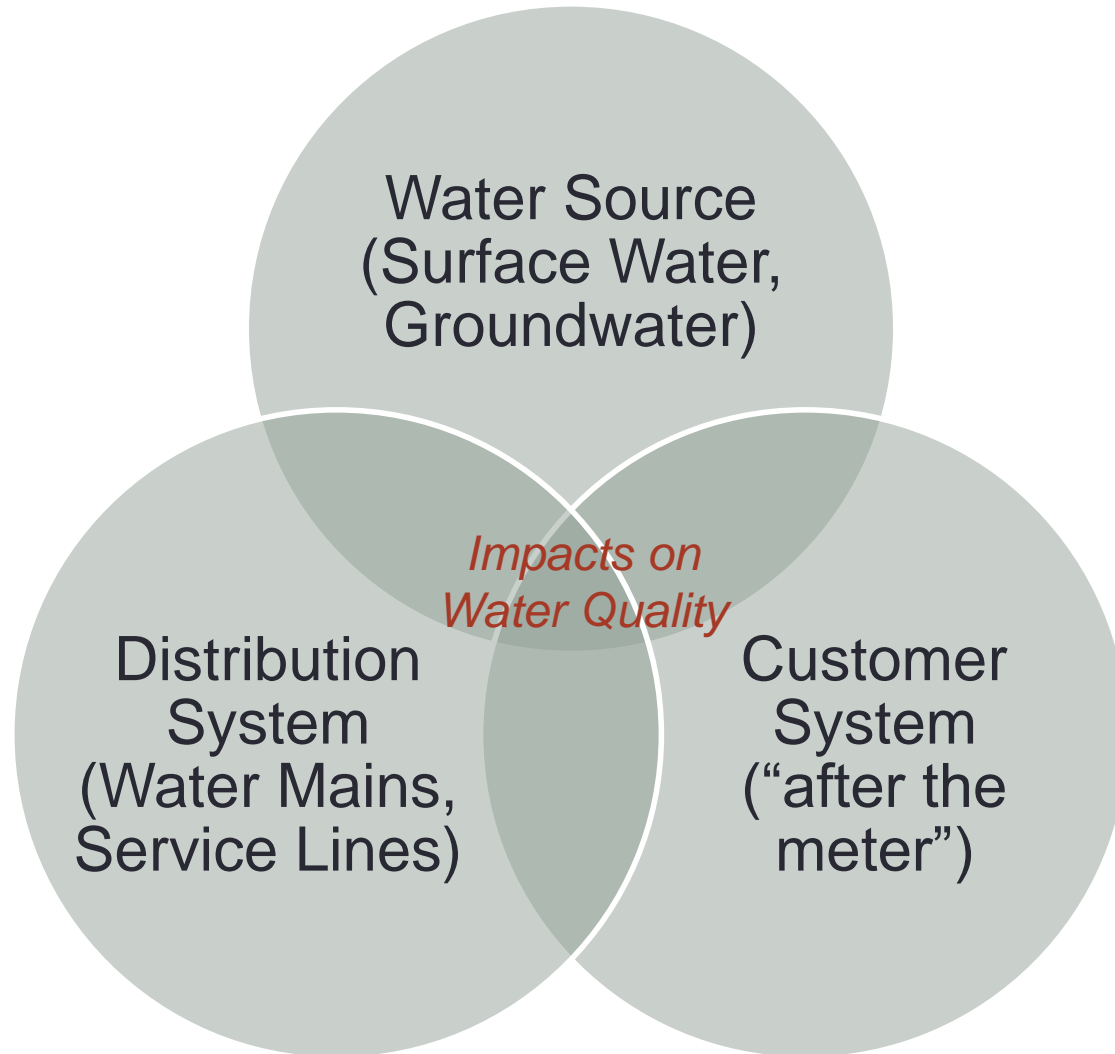 Water Source
(Surface Water,
Groundwater)
Impacts on
Water Quality
Distribution
System
(Water Mains,
Service Lines)
Customer
System
(“after the
meter”)